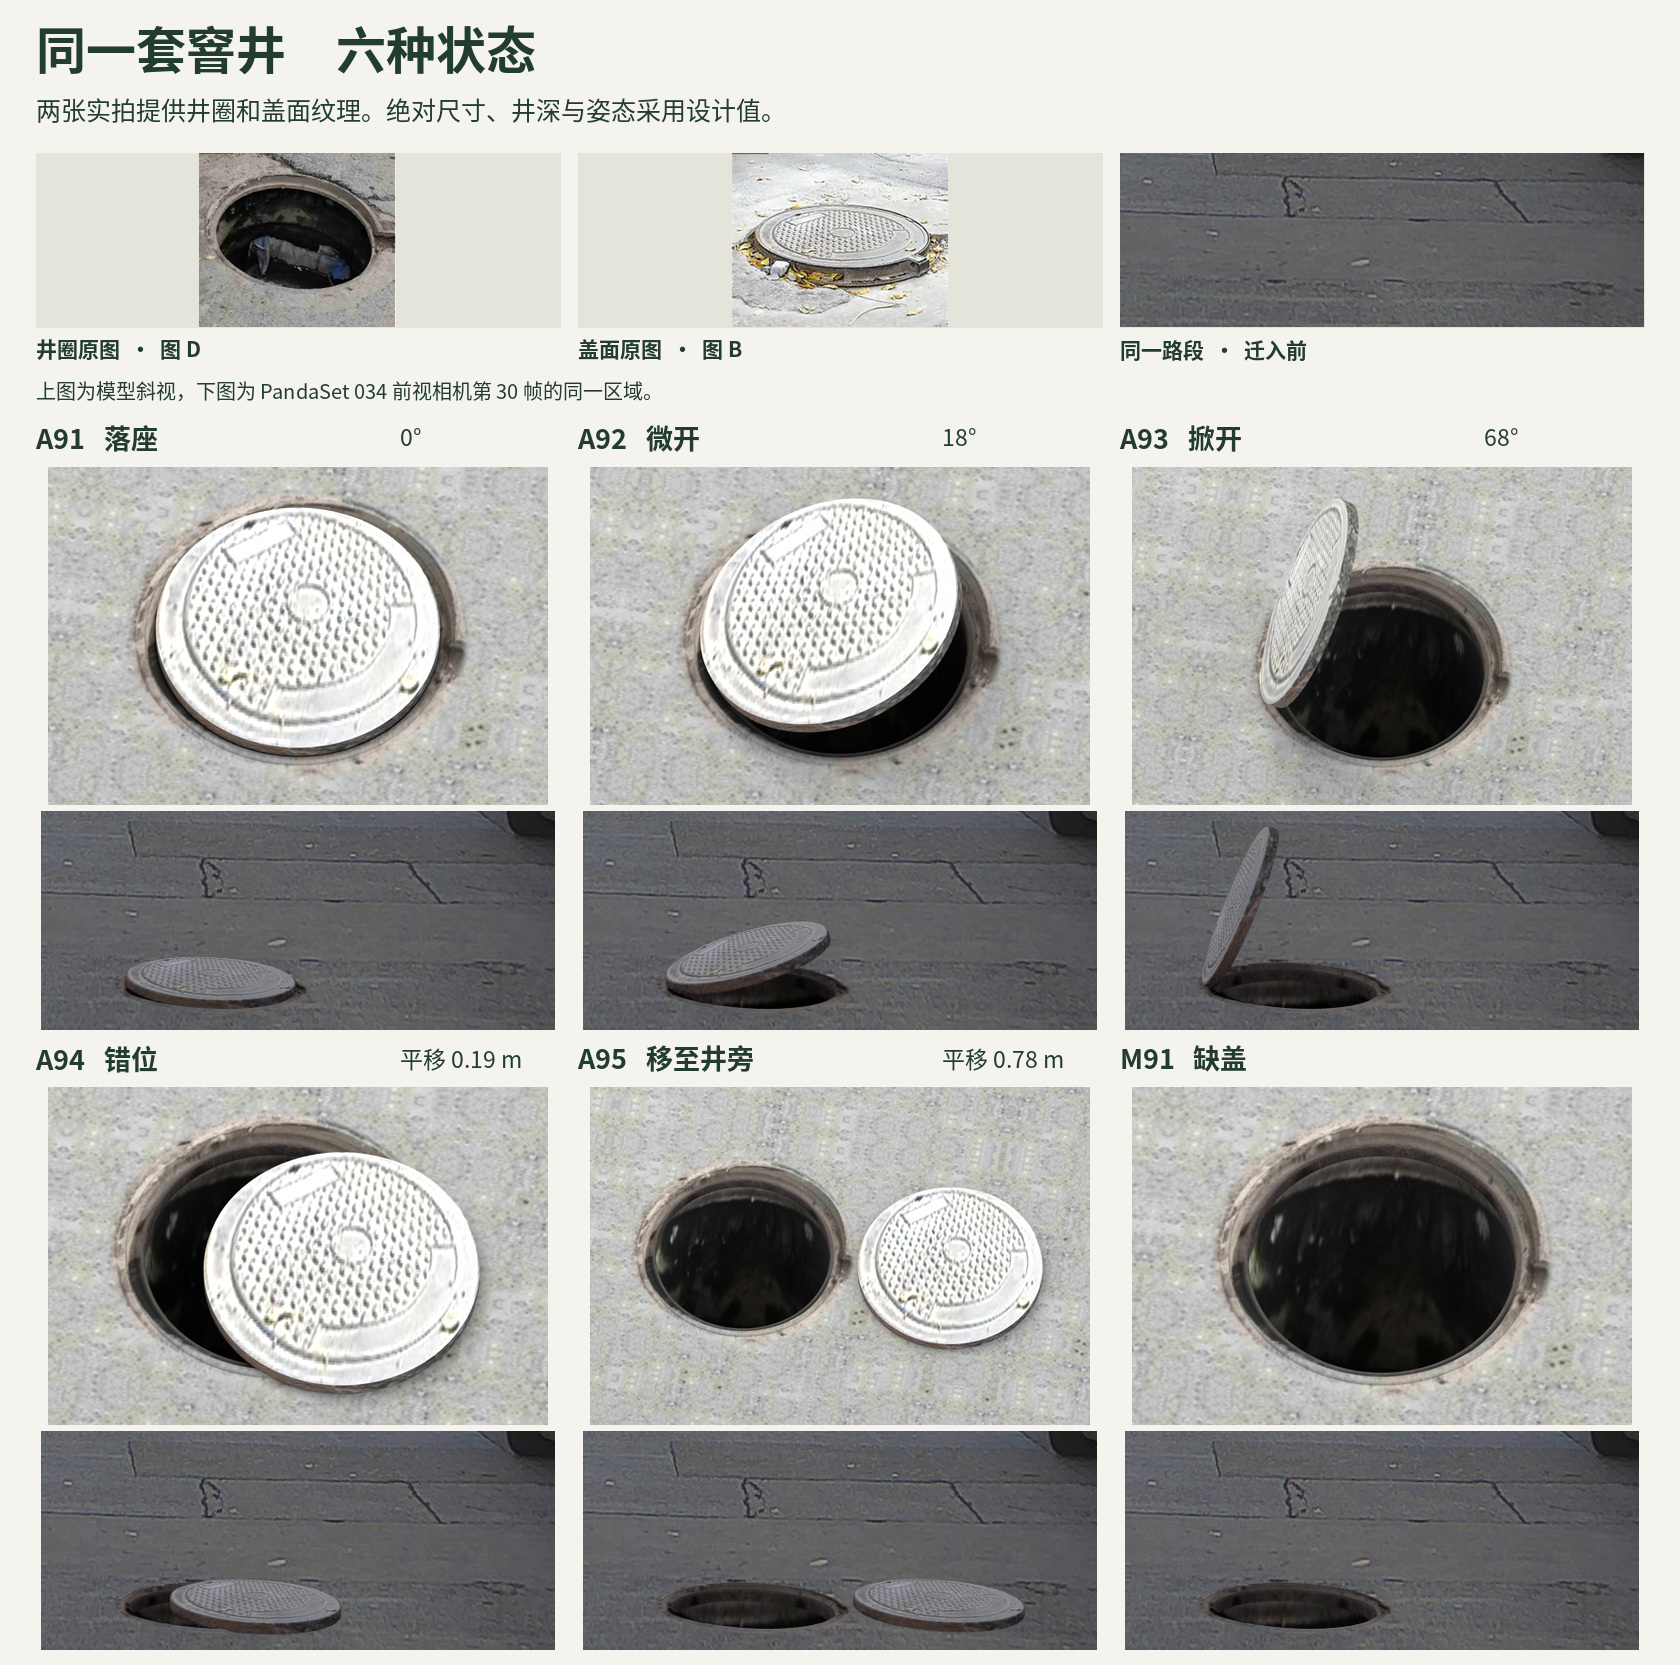 同一套窨井 六种状态
两张实拍提供井圈和盖面纹理。绝对尺寸、井深与姿态采用设计值。
井圈原图 · 图 D
盖面原图 · 图 B
同一路段 · 迁入前
上图为模型斜视，下图为 PandaSet 034 前视相机第 30 帧的同一区域。
A91 落座 0°
A92 微开 18°
A93 掀开 68°
A94 错位 平移 0.19 m
A95 移至井旁 平移 0.78 m
M91 缺盖